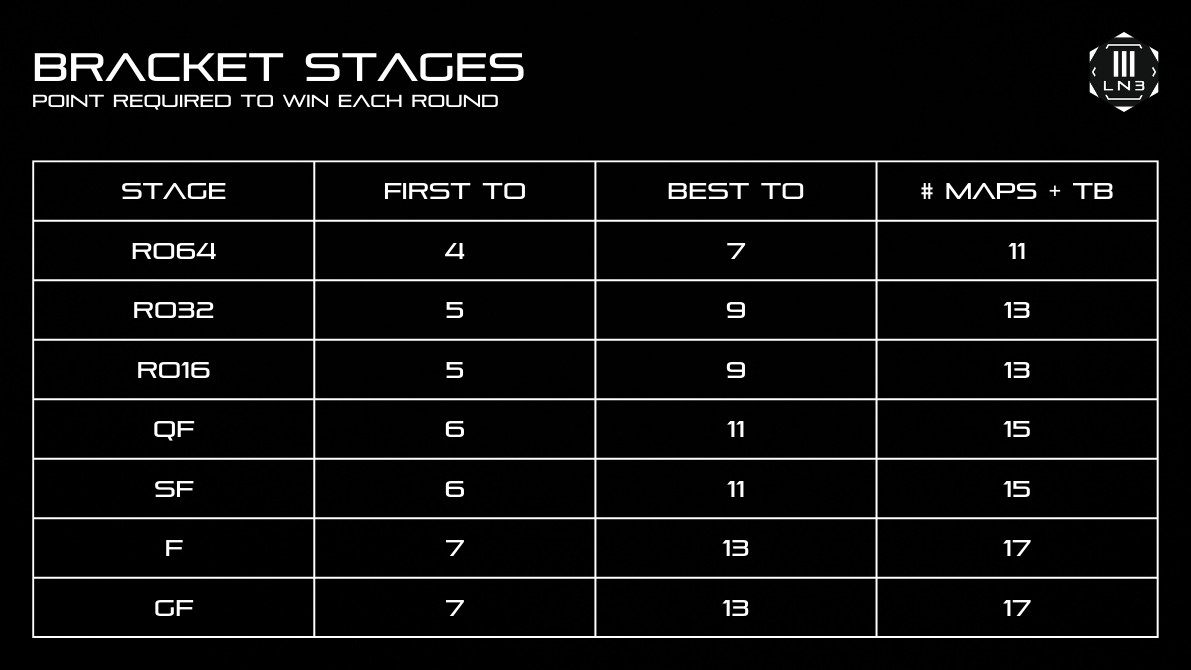 BRACKET STAGES
POINT REQUIRED TO WIN EACH ROUND
LN3
STAGE FIRST TO BEST TO # MAPS + TB
RO64 4 7 11
RO32 5 9 13
RO16 5 9 13
QF 6 11 15
SF 6 11 15
F 7 13 17
GF 7 13 17